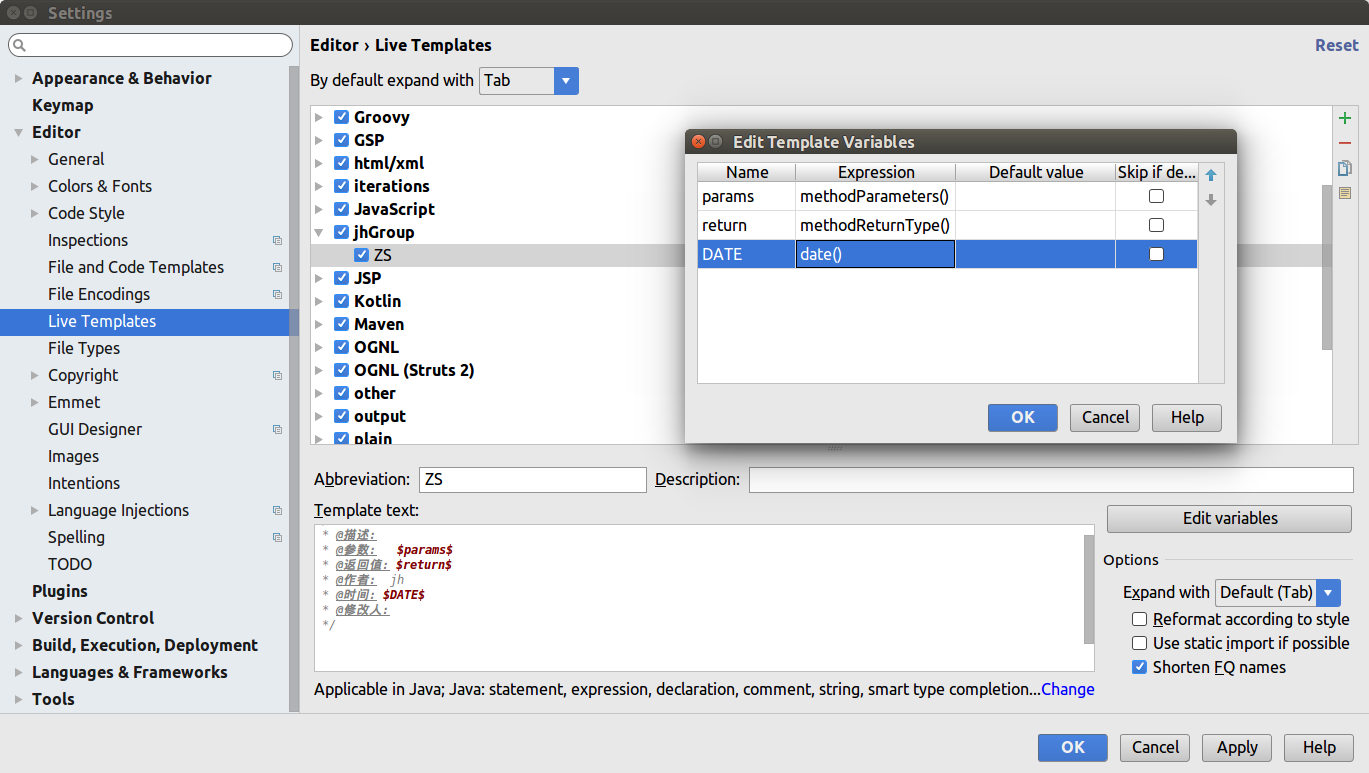 Settings
Appearance & Behavior
Keymap
Editor
General
Colors & Fonts
Code Style
Inspections
File and Code Templates
File Encodings
Live Templates
File Types
Copyright
Emmet
GUI Designer
Images
Intentions
Language Injections
Spelling
TODO
Plugins
Version Control
Build, Execution, Deployment
Languages & Frameworks
Tools
Editor › Live Templates
Reset
By default expand with Tab
Groovy
GSP
html/xml
iterations
JavaScript
jhGroup
ZS
JSP
Kotlin
Maven
OGNL
OGNL (Struts 2)
other
output
plain
Edit Template Variables
Name Expression Default value Skip if de...
params methodParameters()
return methodReturnType()
DATE date()
OK Cancel Help
Abbreviation: ZS Description:
Template text:
* @描述:
* @参数: $params$
* @返回值: $return$
* @作者: jh
* @时间: $DATE$
* @修改人:
*/
Edit variables
Options
Expand with Default (Tab)
Reformat according to style
Use static import if possible
Shorten FQ names
Applicable in Java; Java: statement, expression, declaration, comment, string, smart type completion...Change
OK Cancel Apply Help